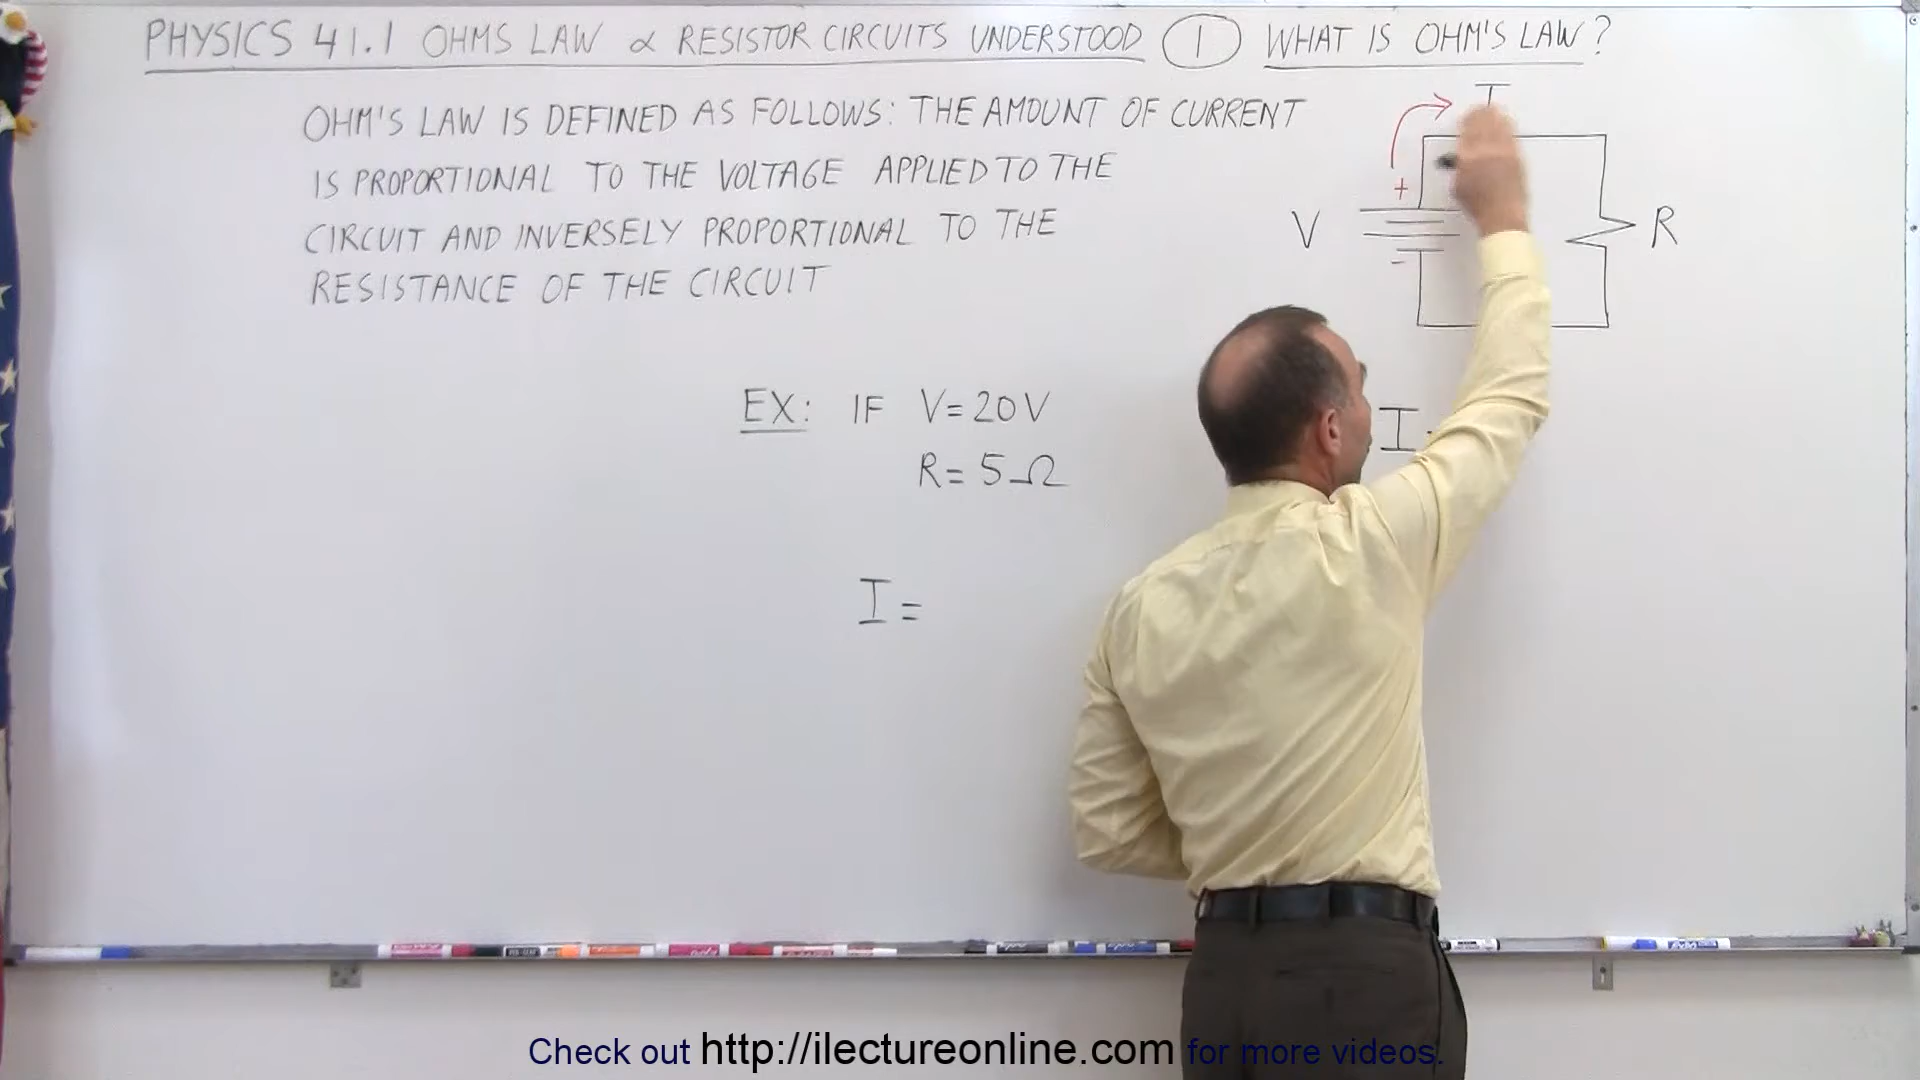 PHYSICS 41.1 OHMS LAW & RESISTOR CIRCUITS UNDERSTOOD 1 WHAT IS OHM'S LAW?
OHM'S LAW IS DEFINED AS FOLLOWS: THE AMOUNT OF CURRENT
IS PROPORTIONAL TO THE VOLTAGE APPLIED TO THE
CIRCUIT AND INVERSELY PROPORTIONAL TO THE
RESISTANCE OF THE CIRCUIT
I
+
V
-
R
EX: IF V=20V
R=5Ω
I
I=
Check out http://ilectureonline.com for more videos.